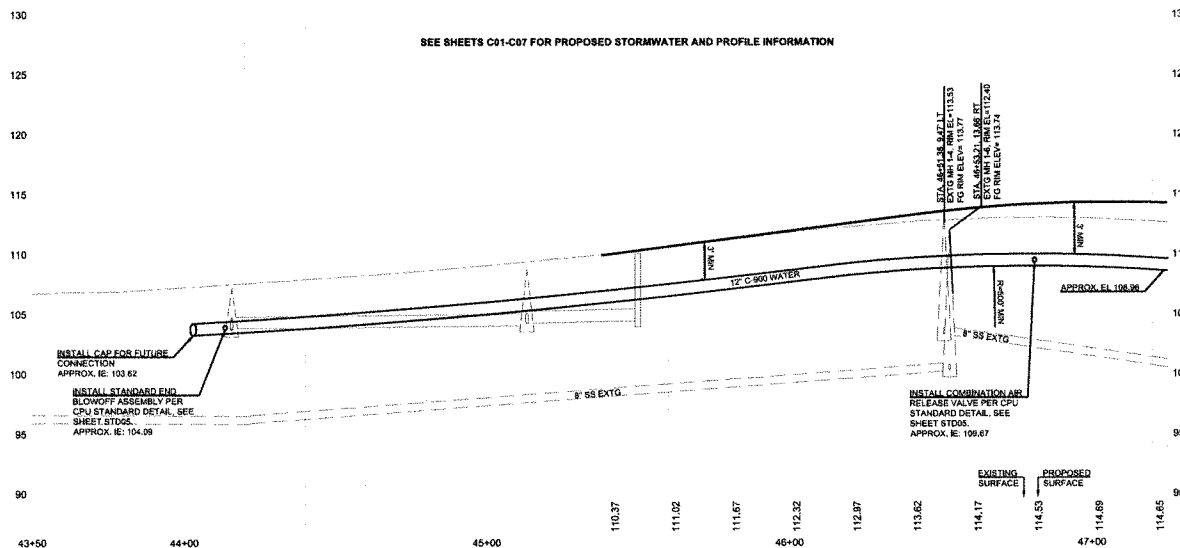 SEE SHEETS C01-C07 FOR PROPOSED STORMWATER AND PROFILE INFORMATION
130
125
120
115
110
105
100
95
90
STA. 46+51.38, 9.47' LT
EXTG MH 1-4, RIM EL=113.53
FG RIM ELEV= 113.77
STA. 46+53.21, 13.66' RT
EXTG MH 1-6, RIM EL=112.40
FG RIM ELEV= 113.74
3' MIN
3' MIN
12" C-900 WATER
R=500' MIN
APPROX. EL 108.96
8" SS EXTG
8" SS EXTG
INSTALL CAP FOR FUTURE
CONNECTION
APPROX. IE: 103.62
INSTALL STANDARD END
BLOWOFF ASSEMBLY PER
CPU STANDARD DETAIL, SEE
SHEET STD05.
APPROX. IE: 104.09
INSTALL COMBINATION AIR
RELEASE VALVE PER CPU
STANDARD DETAIL, SEE
SHEET STD05.
APPROX. IE: 109.67
EXISTING
SURFACE
PROPOSED
SURFACE
110.37
111.02
111.67
112.32
112.97
113.62
114.17
114.53
114.69
114.65
43+50
44+00
45+00
46+00
47+00